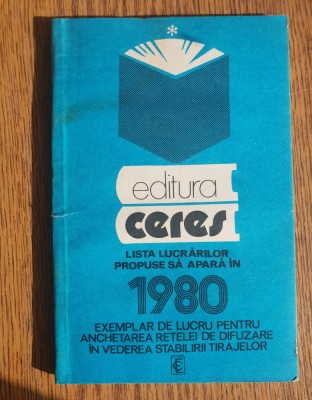 *
editura
ceres
LISTA LUCRĂRILOR
PROPUSE SĂ APARĂ ÎN
1980
EXEMPLAR DE LUCRU PENTRU
ANCHETAREA REȚELEI DE DIFUZARE
ÎN VEDEREA STABILIRII TIRAJELOR